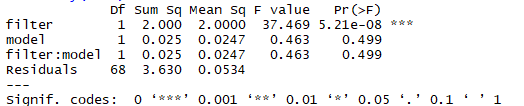 Df Sum Sq Mean Sq F value Pr(>F)
filter 1 2.000 2.0000 37.469 5.21e-08 ***
model 1 0.025 0.0247 0.463 0.499
filter:model 1 0.025 0.0247 0.463 0.499
Residuals 68 3.630 0.0534
---
Signif. codes: 0 ‘***’ 0.001 ‘**’ 0.01 ‘*’ 0.05 ‘.’ 0.1 ‘ ’ 1